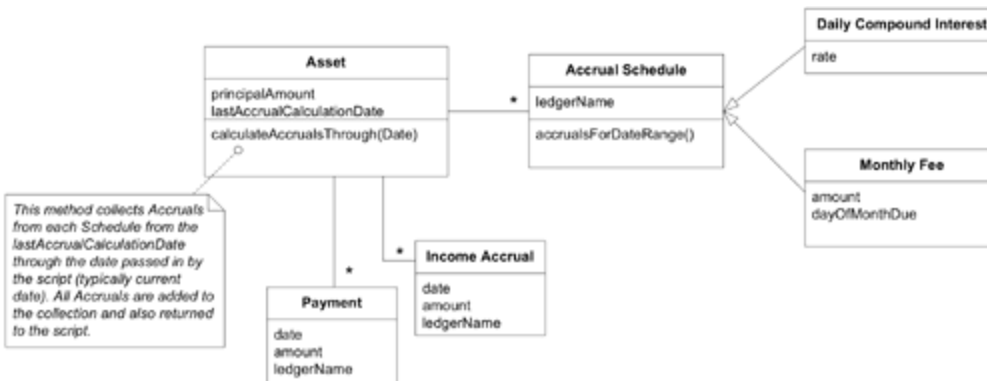 Asset
principalAmount
lastAccrualCalculationDate
calculateAccrualsThrough(Date)
*
Accrual Schedule
ledgerName
accrualsForDateRange()
Daily Compound Interest
rate
Monthly Fee
amount
dayOfMonthDue
This method collects Accruals
from each Schedule from the
lastAccrualCalculationDate
through the date passed in by
the script (typically current
date). All Accruals are added to
the collection and also returned
to the script.
*
Payment
date
amount
ledgerName
*
Income Accrual
date
amount
ledgerName